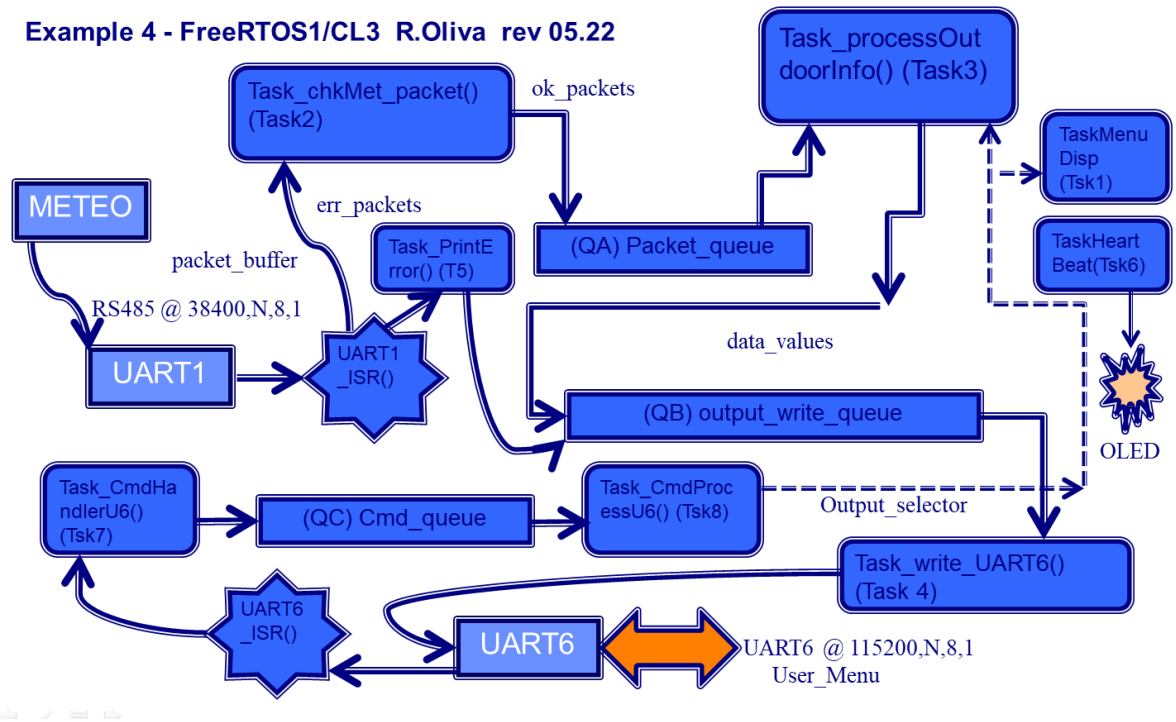 Example 4 - FreeRTOS1/CL3 R.Oliva rev 05.22
Task_processOut
doorInfo() (Task3)
Task_chkMet_packet()
(Task2)
ok_packets
TaskMenu
Disp
(Tsk1)
METEO
err_packets
Task_PrintE
rror() (T5)
(QA) Packet_queue
TaskHeart
Beat(Tsk6)
packet_buffer
RS485 @ 38400,N,8,1
UART1
UART1
_ISR()
data_values
(QB) output_write_queue
OLED
Task_CmdHa
ndlerU6()
(Tsk7)
(QC) Cmd_queue
Task_CmdProc
essU6() (Tsk8)
Output_selector
Task_write_UART6()
(Task 4)
UART6
_ISR()
UART6
UART6 @ 115200,N,8,1
User_Menu